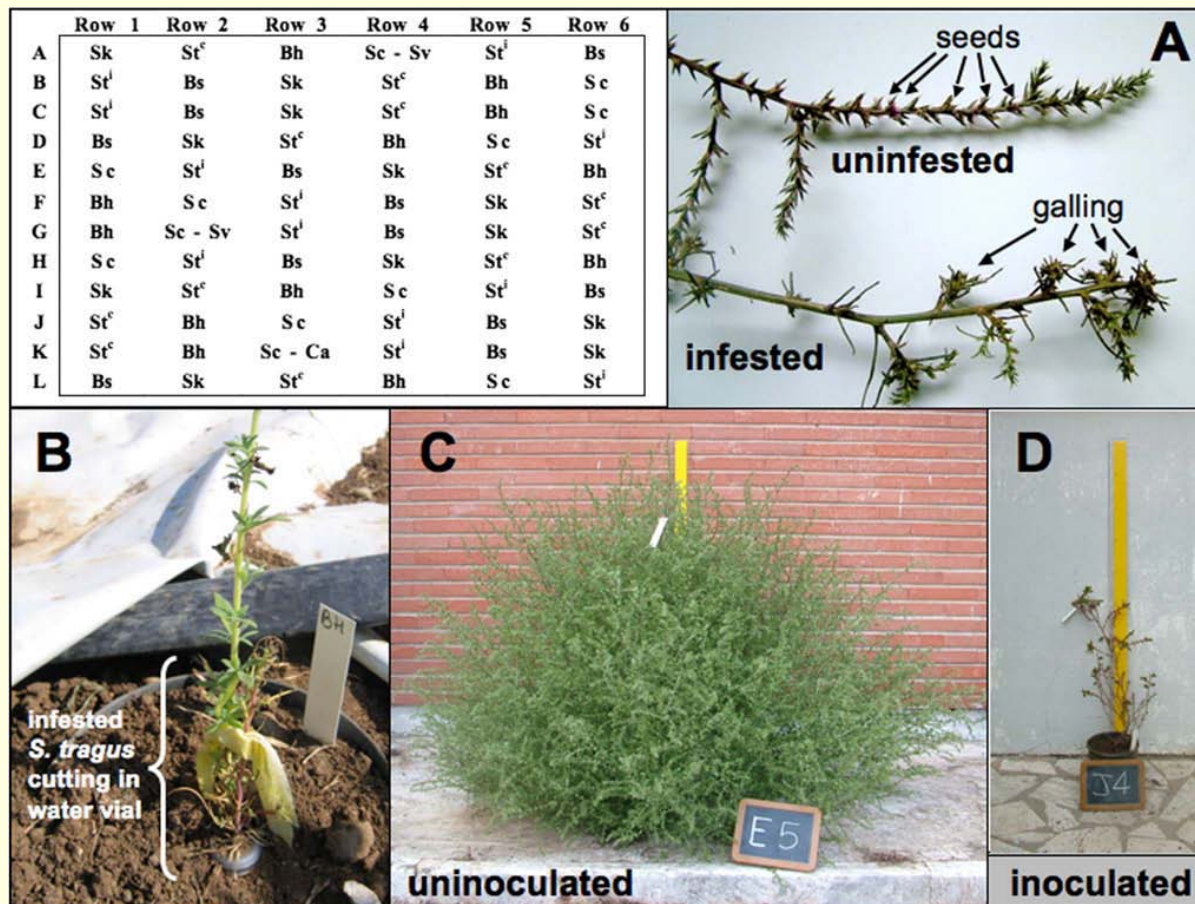 Row 1 Row 2 Row 3 Row 4 Row 5 Row 6
A Sk Stᶜ Bh Sc - Sv Stⁱ Bs
B Stⁱ Bs Sk Stᶜ Bh Sc
C Stⁱ Bs Sk Stᶜ Bh Sc
D Bs Sk Stᶜ Bh Sc Stⁱ
E Sc Stⁱ Bs Sk Stᶜ Bh
F Bh Sc Stⁱ Bs Sk Stᶜ
G Bh Sc - Sv Stⁱ Bs Sk Stᶜ
H Sc Stⁱ Bs Sk Stᶜ Bh
I Sk Stᶜ Bh Sc Stⁱ Bs
J Stᶜ Bh Sc Stⁱ Bs Sk
K Stᶜ Bh Sc - Ca Stⁱ Bs Sk
L Bs Sk Stᶜ Bh Sc Stⁱ
A
seeds
uninfested
galling
infested
B
BH
infested
S. tragus
cutting in
water vial
C
E5
uninoculated
D
J4
inoculated